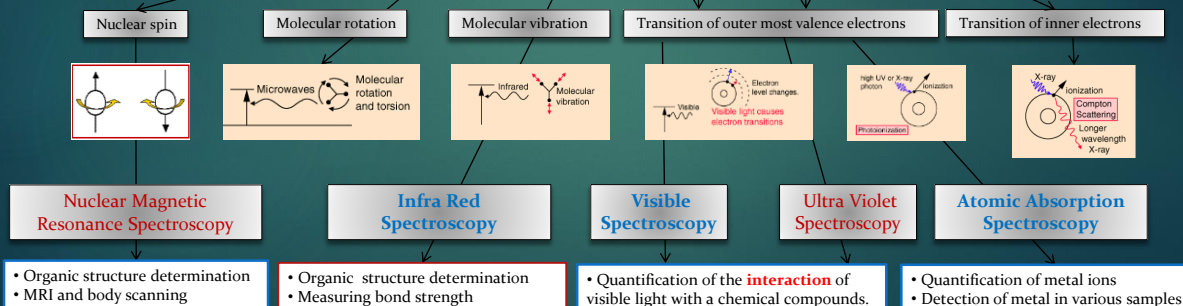 Nuclear spin
Molecular rotation
Molecular vibration
Transition of outer most valence electrons
Transition of inner electrons
Microwaves
Molecular
rotation
and torsion
Infrared
Molecular
vibration
Visible
Electron
level changes.
Visible light causes
electron transitions
high UV or X-ray
photon
ionization
Photoionization
X-ray
ionization
Compton
Scattering
Longer
wavelength
X-ray
Nuclear Magnetic
Resonance Spectroscopy
Infra Red
Spectroscopy
Visible
Spectroscopy
Ultra Violet
Spectroscopy
Atomic Absorption
Spectroscopy
• Organic structure determination
• MRI and body scanning
• Organic structure determination
• Measuring bond strength
• Quantification of the interaction of
visible light with a chemical compounds.
• Quantification of metal ions
• Detection of metal in various samples